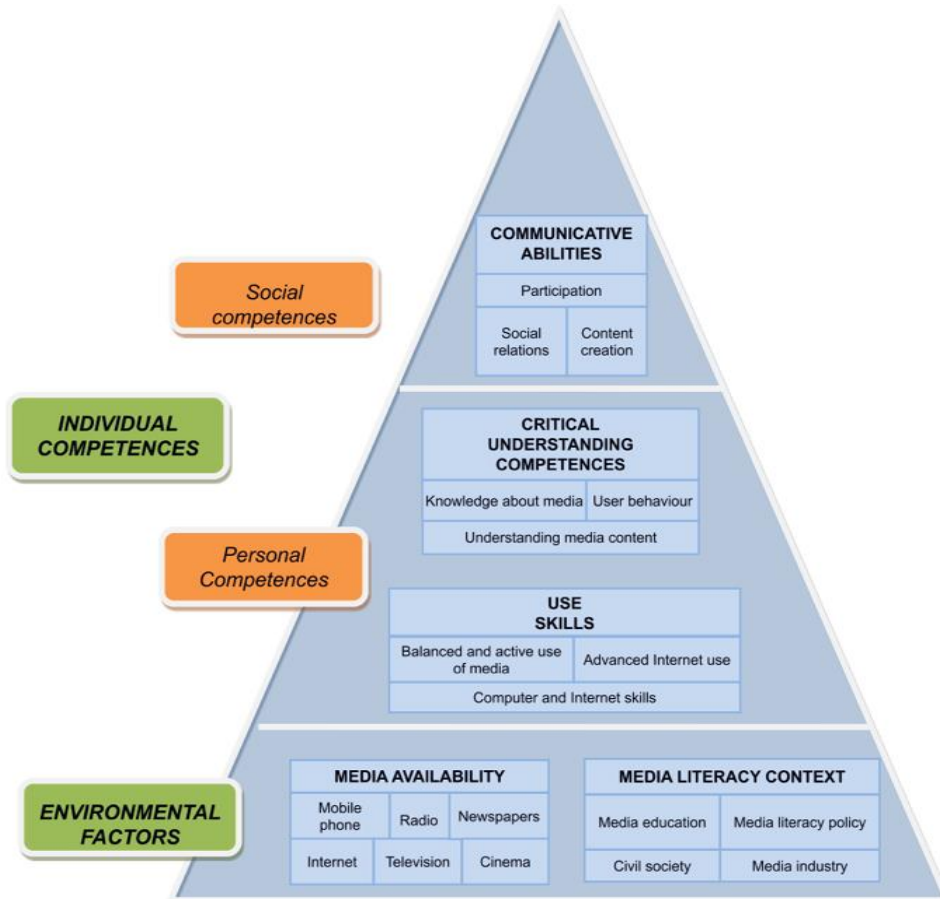 COMMUNICATIVE
ABILITIES
Participation
Social
relations
Content
creation
Social
competences
INDIVIDUAL
COMPETENCES
CRITICAL
UNDERSTANDING
COMPETENCES
Knowledge about media
User behaviour
Understanding media content
Personal
Competences
USE
SKILLS
Balanced and active use
of media
Advanced Internet use
Computer and Internet skills
ENVIRONMENTAL
FACTORS
MEDIA AVAILABILITY
Mobile
phone
Radio
Newspapers
Internet
Television
Cinema
MEDIA LITERACY CONTEXT
Media education
Media literacy policy
Civil society
Media industry